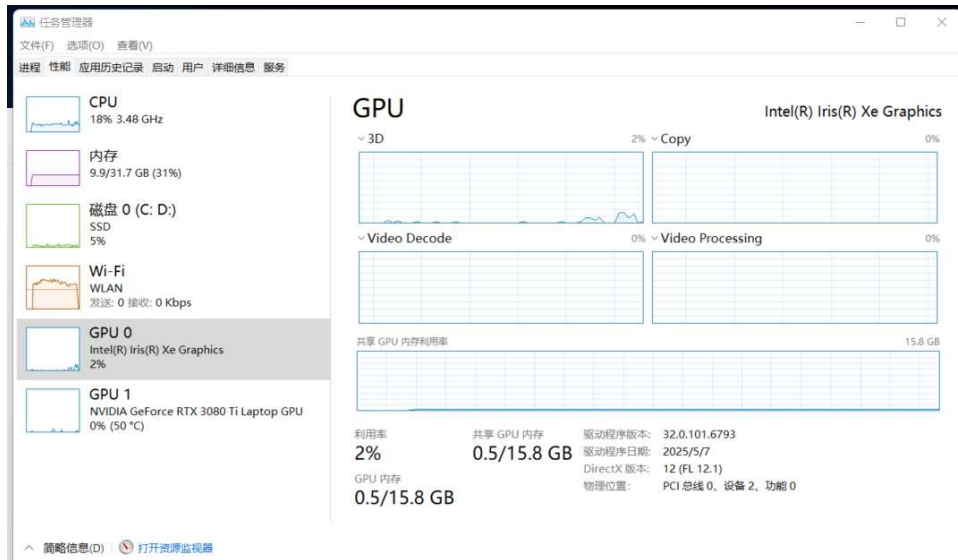 任务管理器
文件(F) 选项(O) 查看(V)
进程 性能 应用历史记录 启动 用户 详细信息 服务
CPU
18% 3.48 GHz
内存
9.9/31.7 GB (31%)
磁盘 0 (C: D:)
SSD
5%
Wi-Fi
WLAN
发送: 0 接收: 0 Kbps
GPU 0
Intel(R) Iris(R) Xe Graphics
2%
GPU 1
NVIDIA GeForce RTX 3080 Ti Laptop GPU
0% (50 °C)
GPU Intel(R) Iris(R) Xe Graphics
3D 2% Copy 0%
Video Decode 0% Video Processing 0%
共享 GPU 内存利用率 15.8 GB
利用率
2%
共享 GPU 内存
0.5/15.8 GB
GPU 内存
0.5/15.8 GB
驱动程序版本: 32.0.101.6793
驱动程序日期: 2025/5/7
DirectX 版本: 12 (FL 12.1)
物理位置: PCI 总线 0、设备 2、功能 0
简略信息(D) 打开资源监视器